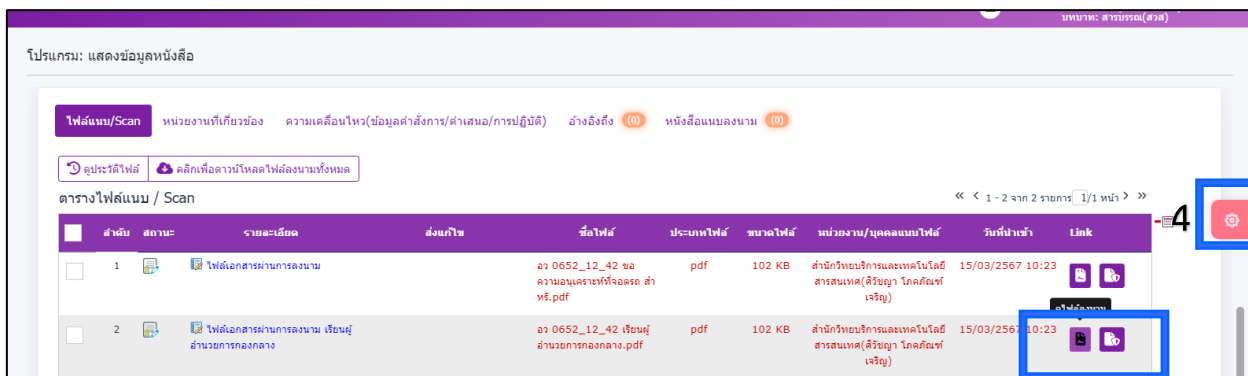 บทบาท: สารบรรณ(สวส)
โปรแกรม: แสดงข้อมูลหนังสือ
ไฟล์แนบ/Scan หน่วยงานที่เกี่ยวข้อง ความเคลื่อนไหว(ข้อมูลคำสั่งการ/คำเสนอ/การปฏิบัติ) อ้างอิงถึง (0) หนังสือแนบลงนาม (0)
ดูประวัติไฟล์ คลิกเพื่อดาวน์โหลดไฟล์ลงนามทั้งหมด
ตารางไฟล์แนบ / Scan « < 1 - 2 จาก 2 รายการ 1/1 หน้า > »
4
ลำดับ สถานะ รายละเอียด ส่งแก้ไข ชื่อไฟล์ ประเภทไฟล์ ขนาดไฟล์ หน่วยงาน/บุคคลแนบไฟล์ วันที่นำเข้า Link
1 ไฟล์เอกสารผ่านการลงนาม อว 0652_12_42 ขอ pdf 102 KB สำนักวิทยบริการและเทคโนโลยี 15/03/2567 10:23
ความอนุเคราะห์ที่จอดรถ สำ สารสนเทศ(ศิวัชญา โภคภัณฑ์
หรั.pdf เจริญ)
ดูไฟล์ลงนาม
2 ไฟล์เอกสารผ่านการลงนาม เรียนผู้ อว 0652_12_42 เรียนผู้ pdf 102 KB สำนักวิทยบริการและเทคโนโลยี 15/03/2567 10:23
อำนวยการกองกลาง อำนวยการกองกลาง.pdf สารสนเทศ(ศิวัชญา โภคภัณฑ์
เจริญ)